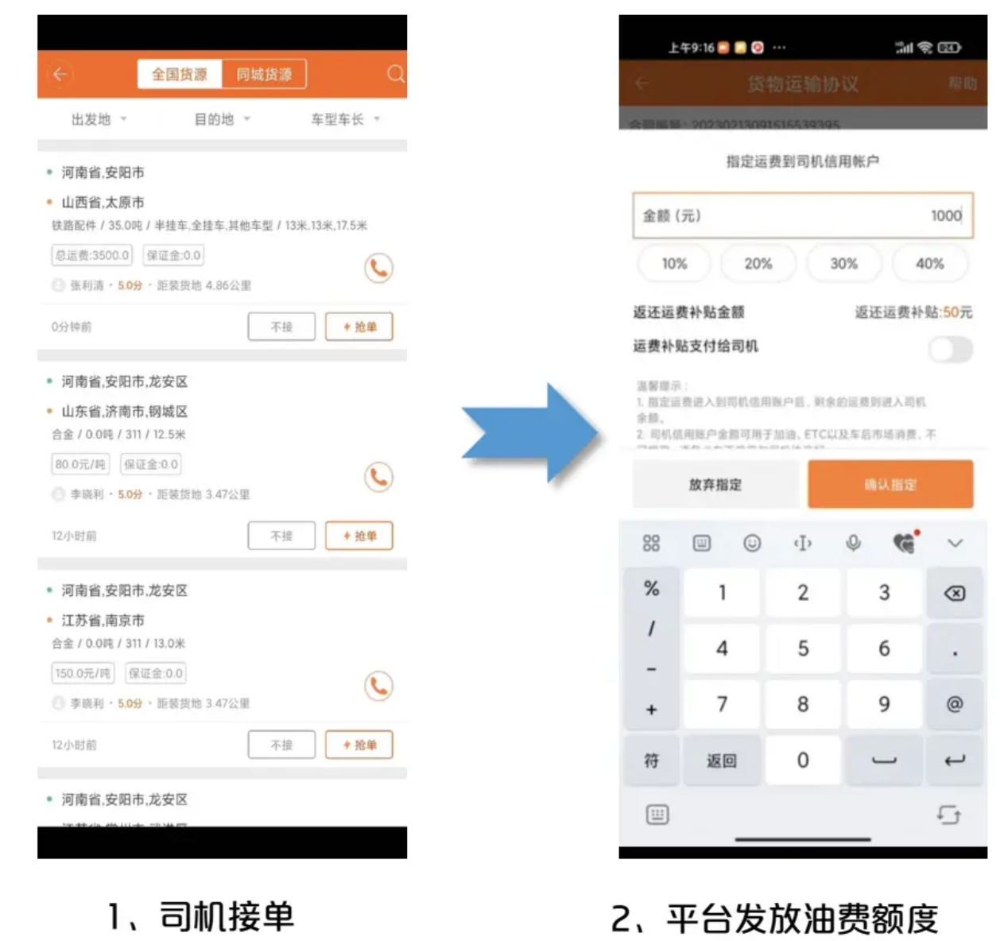 全国货源 同城货源
出发地 目的地 车型车长
河南省,安阳市
山西省,太原市
铁路配件 / 35.0吨 / 半挂车,全挂车,其他车型 / 13米,13米,17.5米
总运费:3500.0 保证金:0.0
张利清 · 5.0分 · 距装货地 4.86公里
0分钟前 不接 抢单
河南省,安阳市,龙安区
山东省,济南市,钢城区
合金 / 0.0吨 / 311 / 12.5米
80.0元/吨 保证金:0.0
李晓利 · 5.0分 · 距装货地 3.47公里
12小时前 不接 抢单
河南省,安阳市,龙安区
江苏省,南京市
合金 / 0.0吨 / 311 / 13.0米
150.0元/吨 保证金:0.0
李晓利 · 5.0分 · 距装货地 3.47公里
12小时前 不接 抢单
河南省,安阳市,龙安区
1、司机接单
上午9:16 ··· 24
货物运输协议 帮助
指定运费到司机信用帐户
金额 (元) 1000
10% 20% 30% 40%
返还运费补贴金额 返还运费补贴:50元
运费补贴支付给司机
温馨提示：
1. 指定运费进入到司机信用账户后，剩余的运费则进入司机
余额。
2. 司机信用账户金额可用于加油、ETC以及车后市场消费，不
放弃指定 确认指定
% 1 2 3
/ 4 5 6 .
-
+ 7 8 9 @
符 返回 0
2、平台发放油费额度